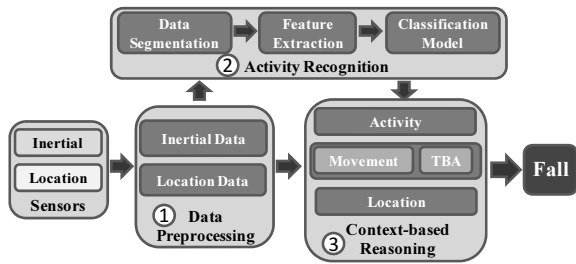 Data Segmentation
Feature Extraction
Classification Model
2 Activity Recognition
Inertial
Location
Sensors
Inertial Data
Location Data
1 Data
Preprocessing
Activity
Movement TBA
Location
3 Context-based
Reasoning
Fall